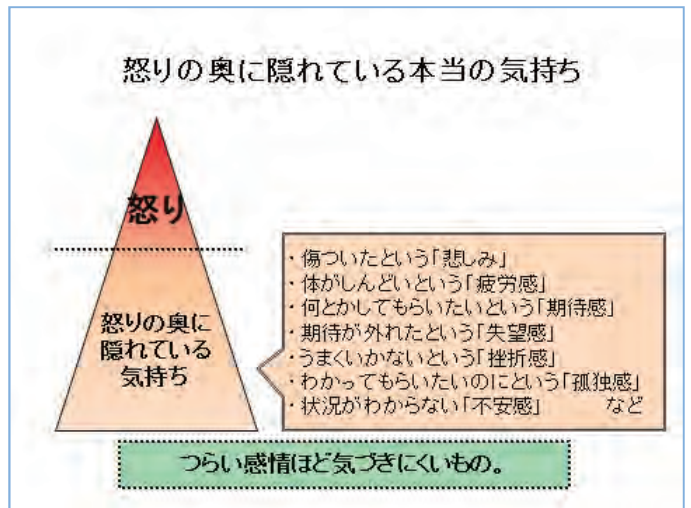 怒りの奥に隠れている本当の気持ち
怒り
怒りの奥に
隠れている
気持ち
・傷ついたという「悲しみ」
・体がしんどいという「疲労感」
・何とかしてもらいたいという「期待感」
・期待が外れたという「失望感」
・うまくいかないという「挫折感」
・わかってもらいたいのにという「孤独感」
・状況がわからない「不安感」 など
つらい感情ほど気づきにくいもの。